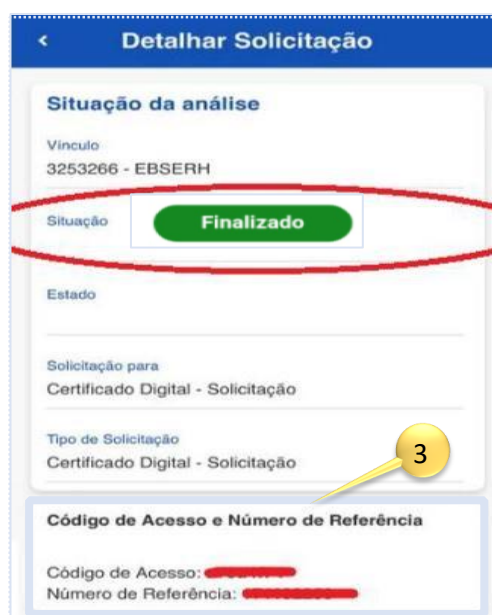 Detalhar Solicitação
Situação da análise
Vínculo
3253266 - EBSERH
Situação
Finalizado
Estado
Solicitação para
Certificado Digital - Solicitação
Tipo de Solicitação
Certificado Digital - Solicitação
3
Código de Acesso e Número de Referência
Código de Acesso:
Número de Referência: